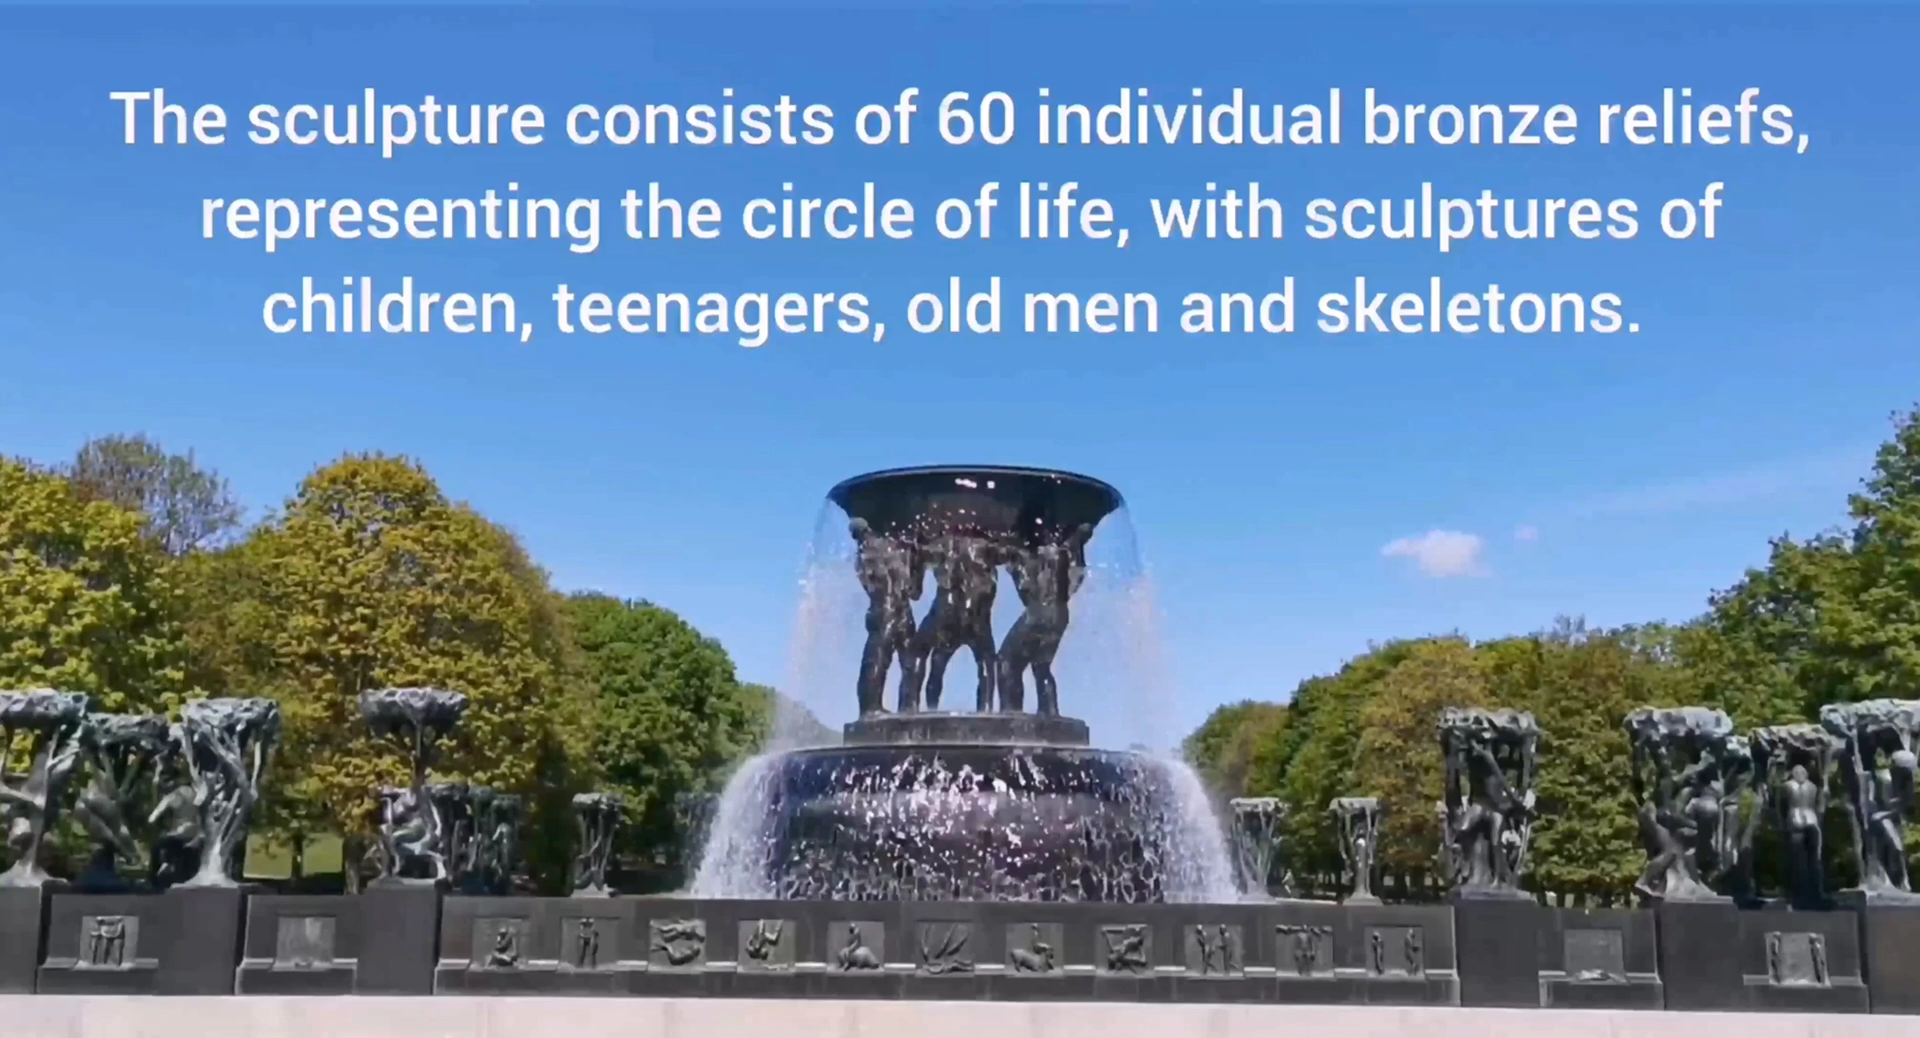 The sculpture consists of 60 individual bronze reliefs,
representing the circle of life, with sculptures of
children, teenagers, old men and skeletons.